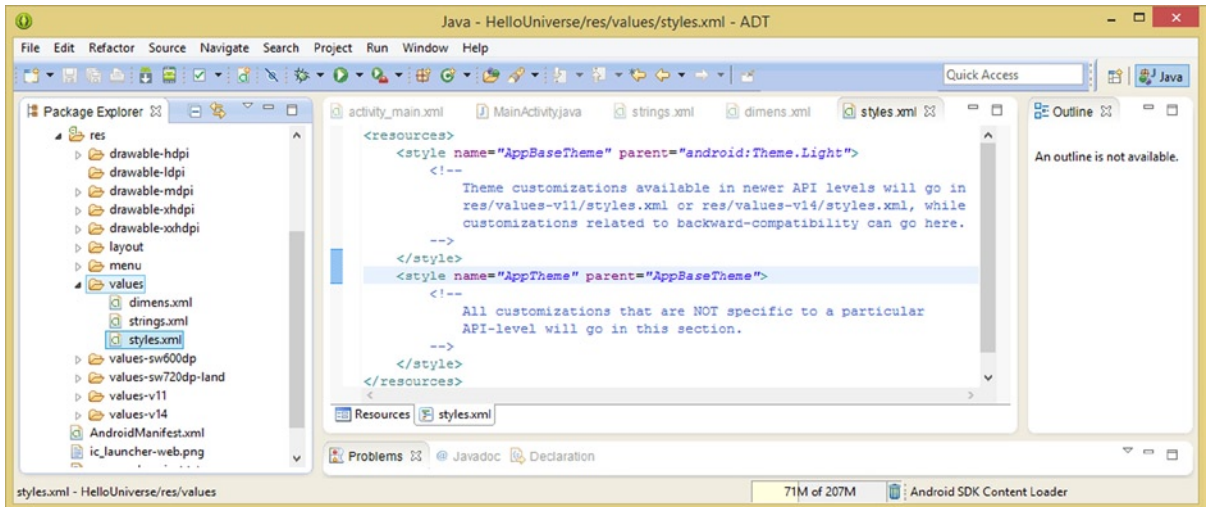 Java - HelloUniverse/res/values/styles.xml - ADT
File Edit Refactor Source Navigate Search Project Run Window Help
Quick Access
Java
Package Explorer
res
drawable-hdpi
drawable-ldpi
drawable-mdpi
drawable-xhdpi
drawable-xxhdpi
layout
menu
values
dimens.xml
strings.xml
styles.xml
values-sw600dp
values-sw720dp-land
values-v11
values-v14
AndroidManifest.xml
ic_launcher-web.png
activity_main.xml MainActivity.java strings.xml dimens.xml styles.xml
<resources>
<style name="AppBaseTheme" parent="android:Theme.Light">
<!--
Theme customizations available in newer API levels will go in
res/values-v11/styles.xml or res/values-v14/styles.xml, while
customizations related to backward-compatibility can go here.
-->
</style>
<style name="AppTheme" parent="AppBaseTheme">
<!--
All customizations that are NOT specific to a particular
API-level will go in this section.
-->
</style>
</resources>
Resources styles.xml
Outline
An outline is not available.
Problems @ Javadoc Declaration
styles.xml - HelloUniverse/res/values
71M of 207M
Android SDK Content Loader